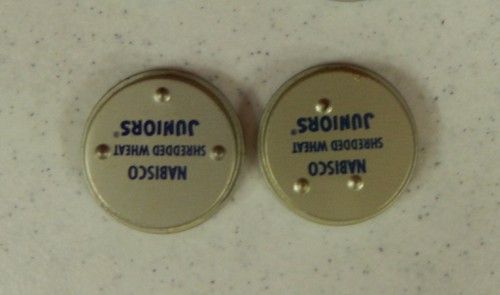 NABISCO
SHREDDED WHEAT
JUNIORS®
NABISCO
SHREDDED WHEAT
JUNIORS®